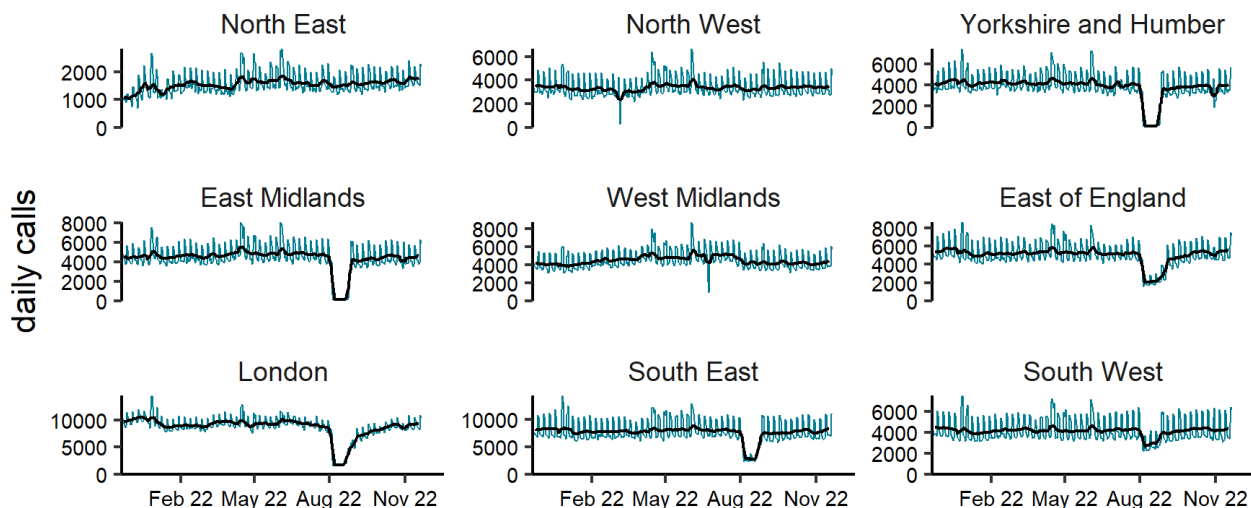 North East
North West
Yorkshire and Humber
2000
1000
0
6000
4000
2000
0
6000
4000
2000
0
East Midlands
West Midlands
East of England
8000
6000
4000
2000
0
8000
6000
4000
2000
0
8000
6000
4000
2000
0
daily calls
London
South East
South West
10000
5000
0
10000
5000
0
6000
4000
2000
0
Feb 22 May 22 Aug 22 Nov 22
Feb 22 May 22 Aug 22 Nov 22
Feb 22 May 22 Aug 22 Nov 22